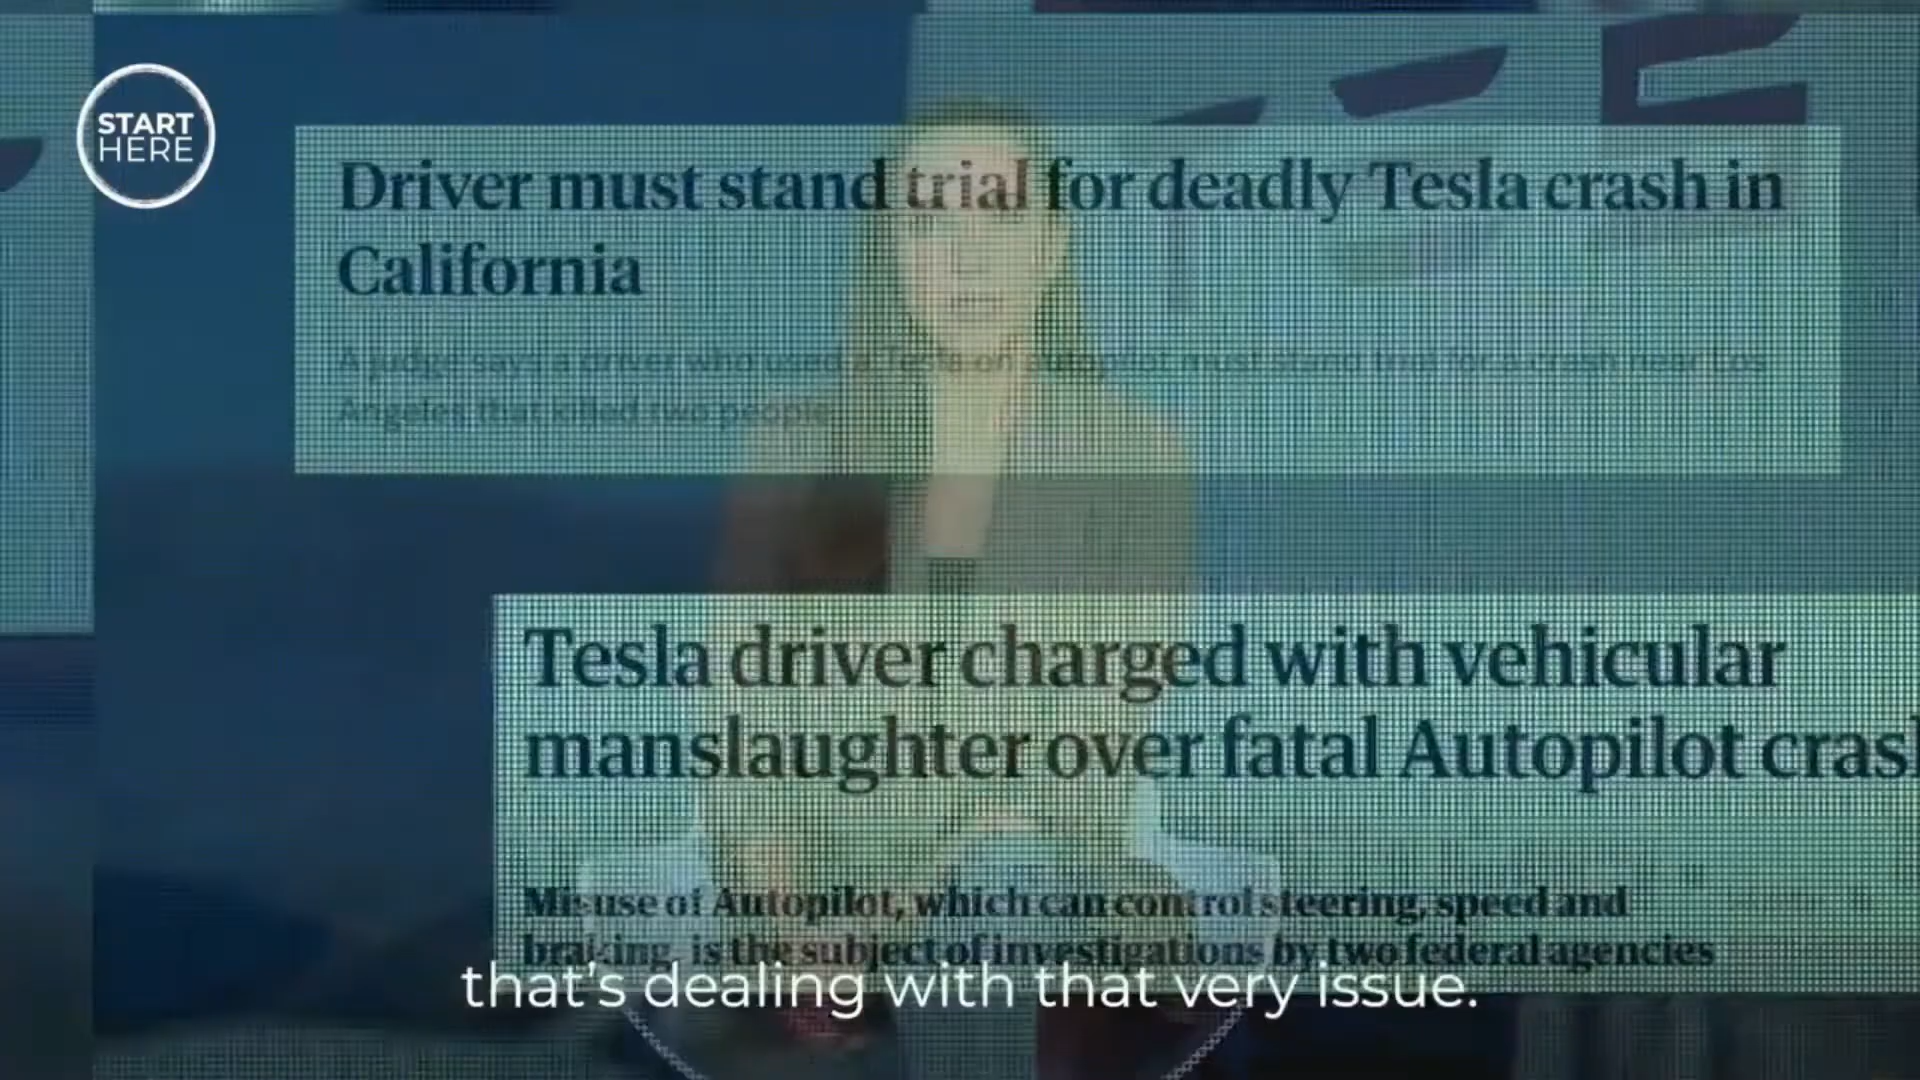 START
HERE
Driver must stand trial for deadly Tesla crash in
California
A judge says a driver who used a Tesla on autopilot must stand trial for a crash near Los
Angeles that killed two people
Tesla driver charged with vehicular
manslaughter over fatal Autopilot crash
Misuse of Autopilot, which can control steering, speed and
braking, is the subject of investigations by two federal agencies
that's dealing with that very issue.